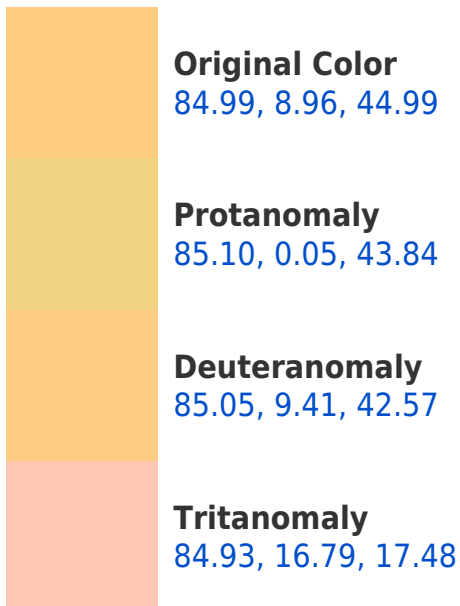 Original Color
84.99, 8.96, 44.99
Protanomaly
85.10, 0.05, 43.84
Deuteranomaly
85.05, 9.41, 42.57
Tritanomaly
84.93, 16.79, 17.48